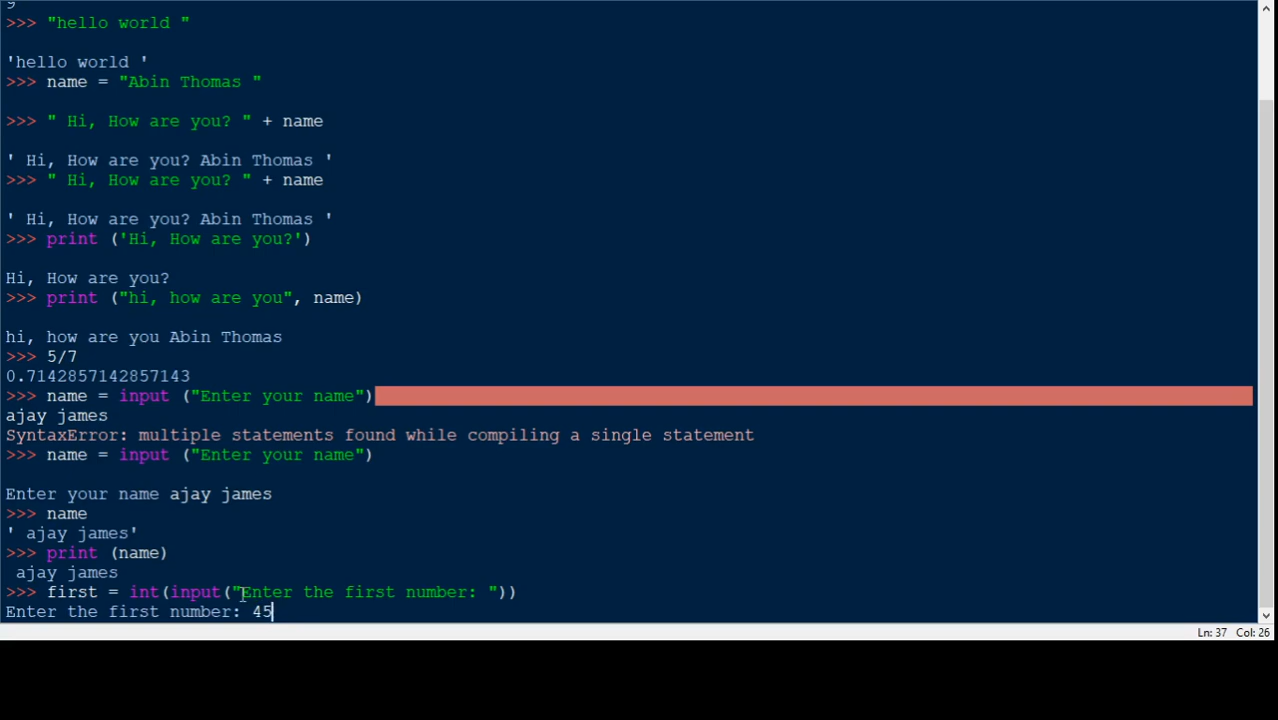 9
>>> "hello world "
'hello world '
>>> name = "Abin Thomas "
>>> " Hi, How are you? " + name
' Hi, How are you? Abin Thomas '
>>> " Hi, How are you? " + name
' Hi, How are you? Abin Thomas '
>>> print ('Hi, How are you?')
Hi, How are you?
>>> print ("hi, how are you", name)
hi, how are you Abin Thomas
>>> 5/7
0.7142857142857143
>>> name = input ("Enter your name")
ajay james
SyntaxError: multiple statements found while compiling a single statement
>>> name = input ("Enter your name")
Enter your name ajay james
>>> name
' ajay james'
>>> print (name)
 ajay james
>>> first = int(input("Enter the first number: "))
Enter the first number: 45
Ln: 37 Col: 26